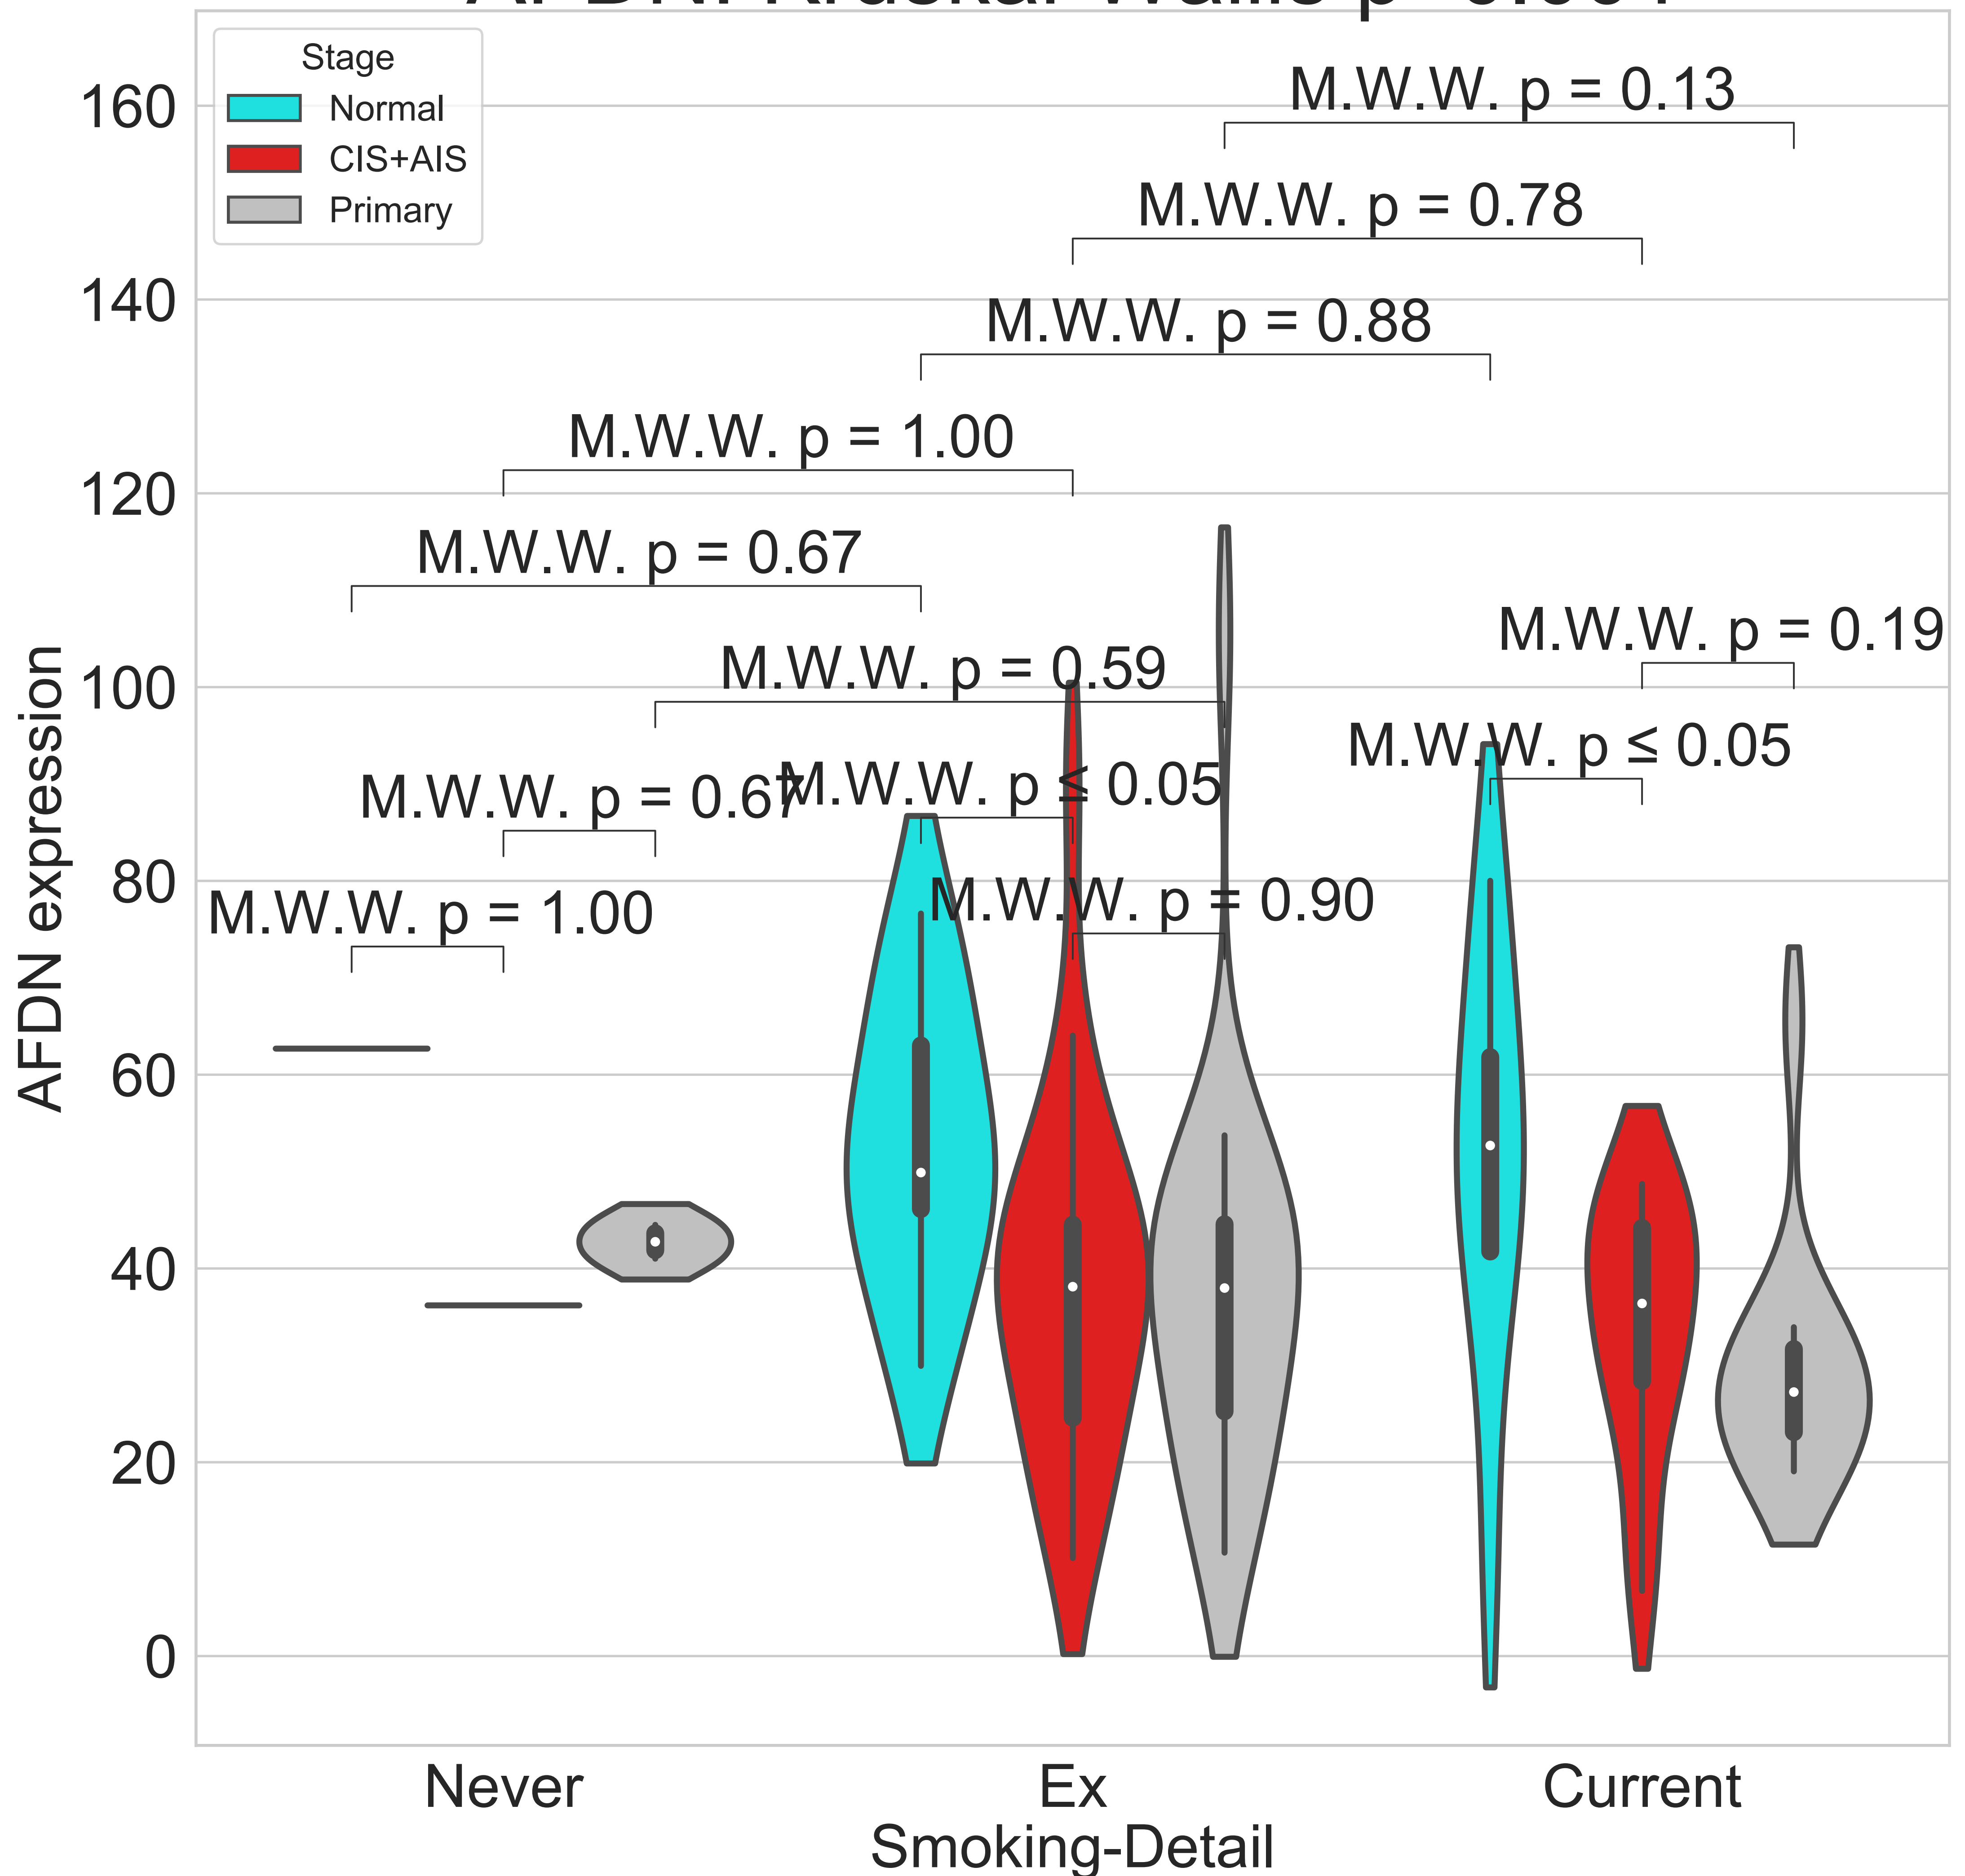 Stage
Normal
CIS+AIS
Primary
M.W.W. p = 0.13
M.W.W. p = 0.78
M.W.W. p = 0.88
M.W.W. p = 1.00
M.W.W. p = 0.67
M.W.W. p = 0.59
M.W.W. p = 0.19
M.W.W. p ≤ 0.05
M.W.W. p = 0.67
M.W.W. p ≤ 0.05
M.W.W. p = 0.90
M.W.W. p = 1.00
160
140
120
100
80
60
40
20
0
AFDN expression
Never
Ex
Current
Smoking-Detail